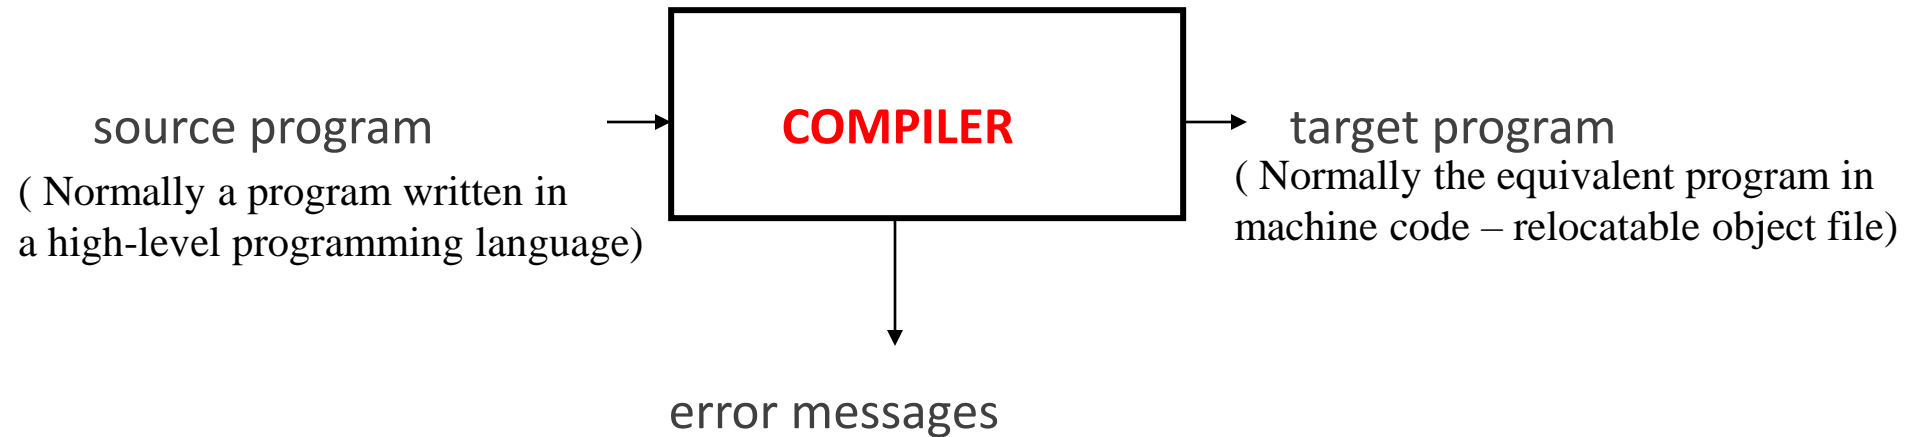 source program
( Normally a program written in
a high-level programming language)
COMPILER
target program
( Normally the equivalent program in
machine code – relocatable object file)
error messages